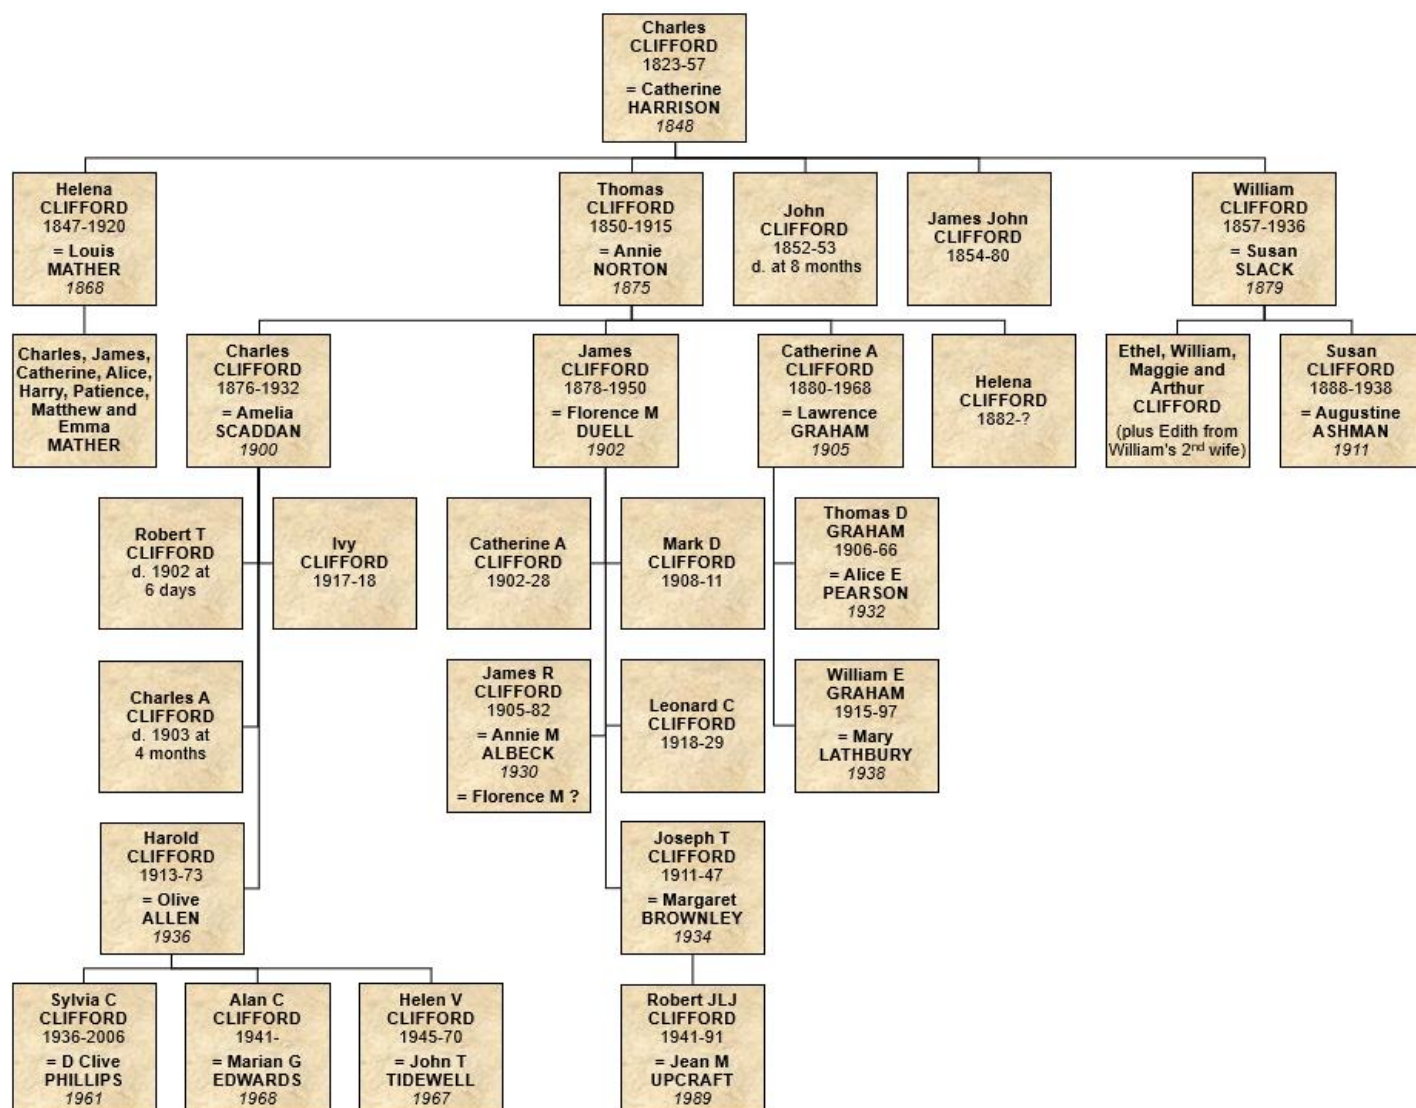 Charles
CLIFFORD
1823-57
= Catherine
HARRISON
1848
Helena
CLIFFORD
1847-1920
= Louis
MATHER
1868
Thomas
CLIFFORD
1850-1915
= Annie
NORTON
1875
John
CLIFFORD
1852-53
d. at 8 months
James John
CLIFFORD
1854-80
William
CLIFFORD
1857-1936
= Susan
SLACK
1879
Charles, James,
Catherine, Alice,
Harry, Patience,
Matthew and
Emma
MATHER
Charles
CLIFFORD
1876-1932
= Amelia
SCADDAN
1900
James
CLIFFORD
1878-1950
= Florence M
DUELL
1902
Catherine A
CLIFFORD
1880-1968
= Lawrence
GRAHAM
1905
Helena
CLIFFORD
1882-?
Ethel, William,
Maggie and
Arthur
CLIFFORD
(plus Edith from
William's 2nd wife)
Susan
CLIFFORD
1888-1938
= Augustine
ASHMAN
1911
Robert T
CLIFFORD
d. 1902 at
6 days
Ivy
CLIFFORD
1917-18
Catherine A
CLIFFORD
1902-28
Mark D
CLIFFORD
1908-11
Thomas D
GRAHAM
1906-66
= Alice E
PEARSON
1932
Charles A
CLIFFORD
d. 1903 at
4 months
James R
CLIFFORD
1905-82
= Annie M
ALBECK
1930
= Florence M ?
Leonard C
CLIFFORD
1918-29
William E
GRAHAM
1915-97
= Mary
LATHBURY
1938
Harold
CLIFFORD
1913-73
= Olive
ALLEN
1936
Joseph T
CLIFFORD
1911-47
= Margaret
BROWNLEY
1934
Sylvia C
CLIFFORD
1936-2006
= D Clive
PHILLIPS
1961
Alan C
CLIFFORD
1941-
= Marian G
EDWARDS
1968
Helen V
CLIFFORD
1945-70
= John T
TIDEWELL
1967
Robert JLJ
CLIFFORD
1941-91
= Jean M
UPCRAFT
1989